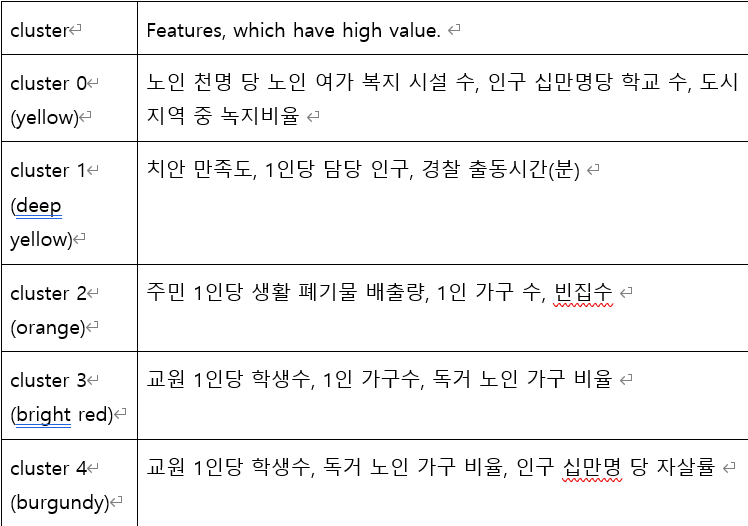 cluster
Features, which have high value.
cluster 0
(yellow)
노인 천명 당 노인 여가 복지 시설 수, 인구 십만명당 학교 수, 도시
지역 중 녹지비율
cluster 1
(deep
yellow)
치안 만족도, 1인당 담당 인구, 경찰 출동시간(분)
cluster 2
(orange)
주민 1인당 생활 폐기물 배출량, 1인 가구 수, 빈집수
cluster 3
(bright red)
교원 1인당 학생수, 1인 가구수, 독거 노인 가구 비율
cluster 4
(burgundy)
교원 1인당 학생수, 독거 노인 가구 비율, 인구 십만명 당 자살률